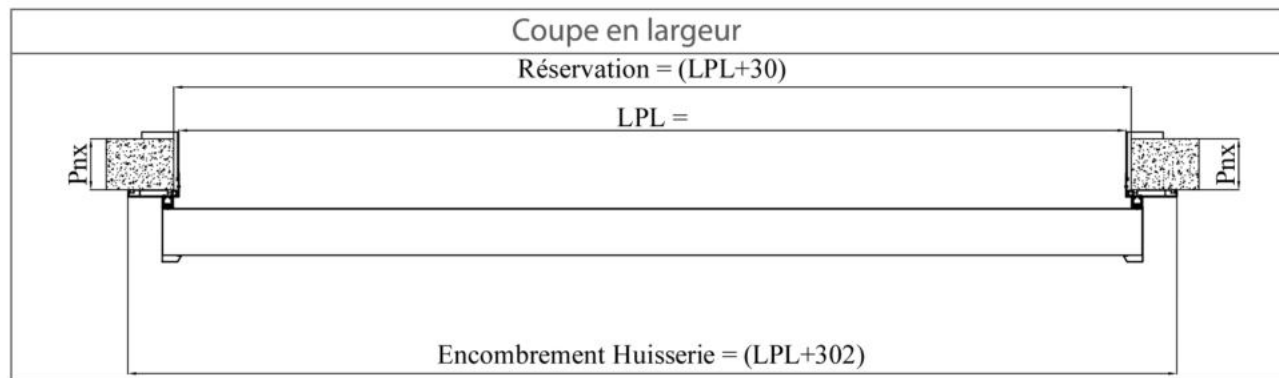 Coupe en largeur
Réservation = (LPL+30)
LPL =
Pnx
Pnx
Encombrement Huisserie = (LPL+302)